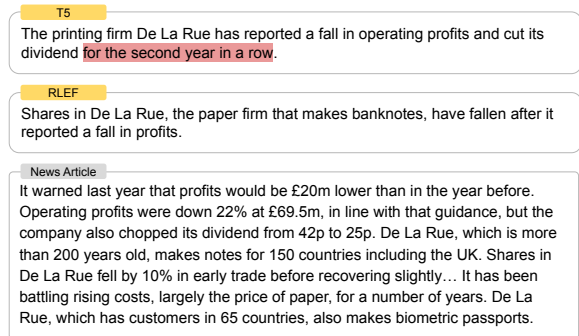 T5
The printing firm De La Rue has reported a fall in operating profits and cut its
dividend for the second year in a row.
RLEF
Shares in De La Rue, the paper firm that makes banknotes, have fallen after it
reported a fall in profits.
News Article
It warned last year that profits would be £20m lower than in the year before.
Operating profits were down 22% at £69.5m, in line with that guidance, but the
company also chopped its dividend from 42p to 25p. De La Rue, which is more
than 200 years old, makes notes for 150 countries including the UK. Shares in
De La Rue fell by 10% in early trade before recovering slightly… It has been
battling rising costs, largely the price of paper, for a number of years. De La
Rue, which has customers in 65 countries, also makes biometric passports.